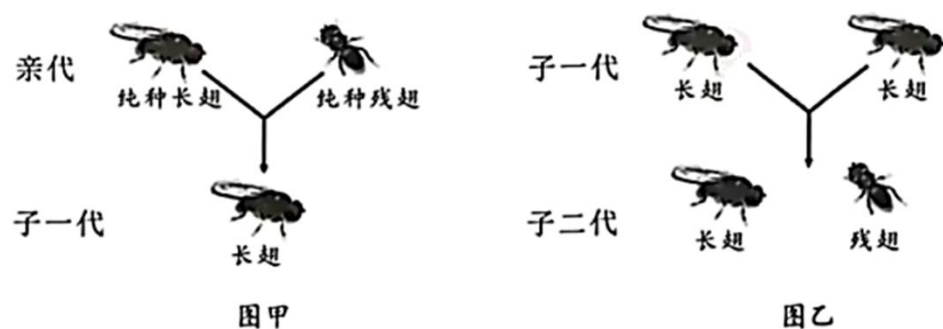 亲代
纯种长翅 纯种残翅
子一代
长翅
图甲
子一代
长翅 长翅
子二代
长翅 残翅
图乙